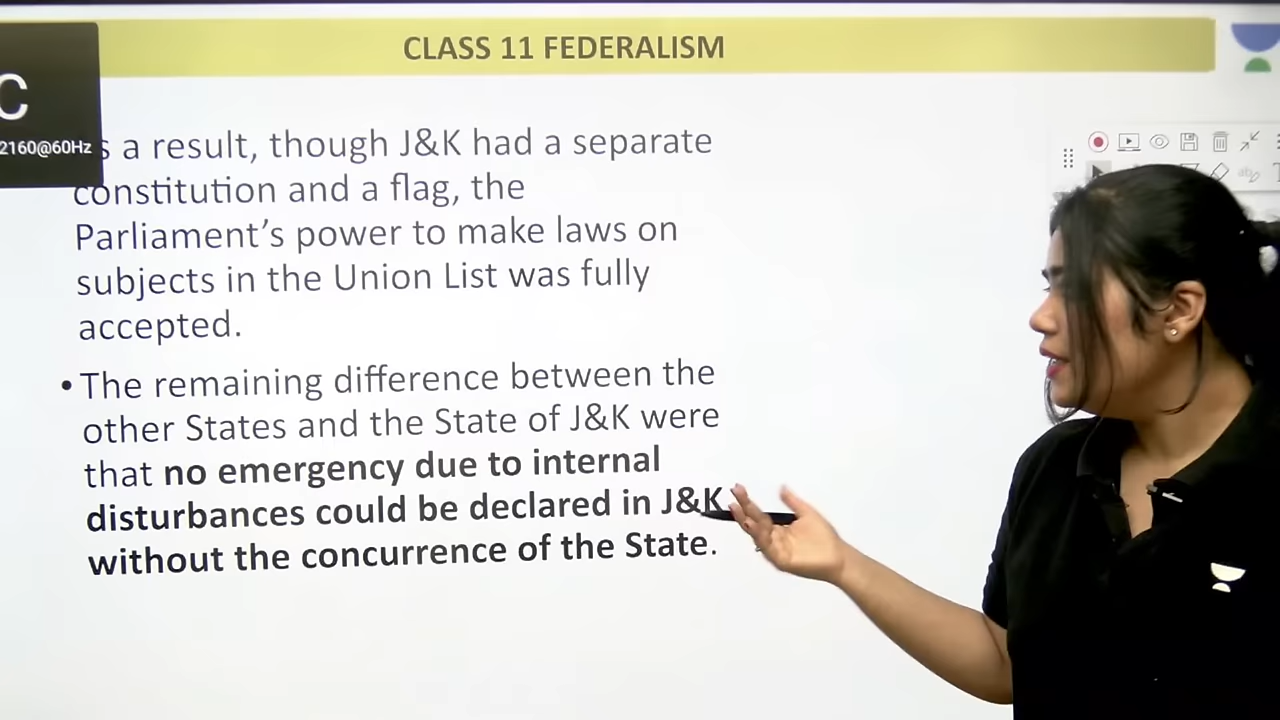 CLASS 11 FEDERALISM
C
2160@60Hz
s a result, though J&K had a separate
constitution and a flag, the
Parliament's power to make laws on
subjects in the Union List was fully
accepted.
• The remaining difference between the
other States and the State of J&K were
that no emergency due to internal
disturbances could be declared in J&K
without the concurrence of the State.